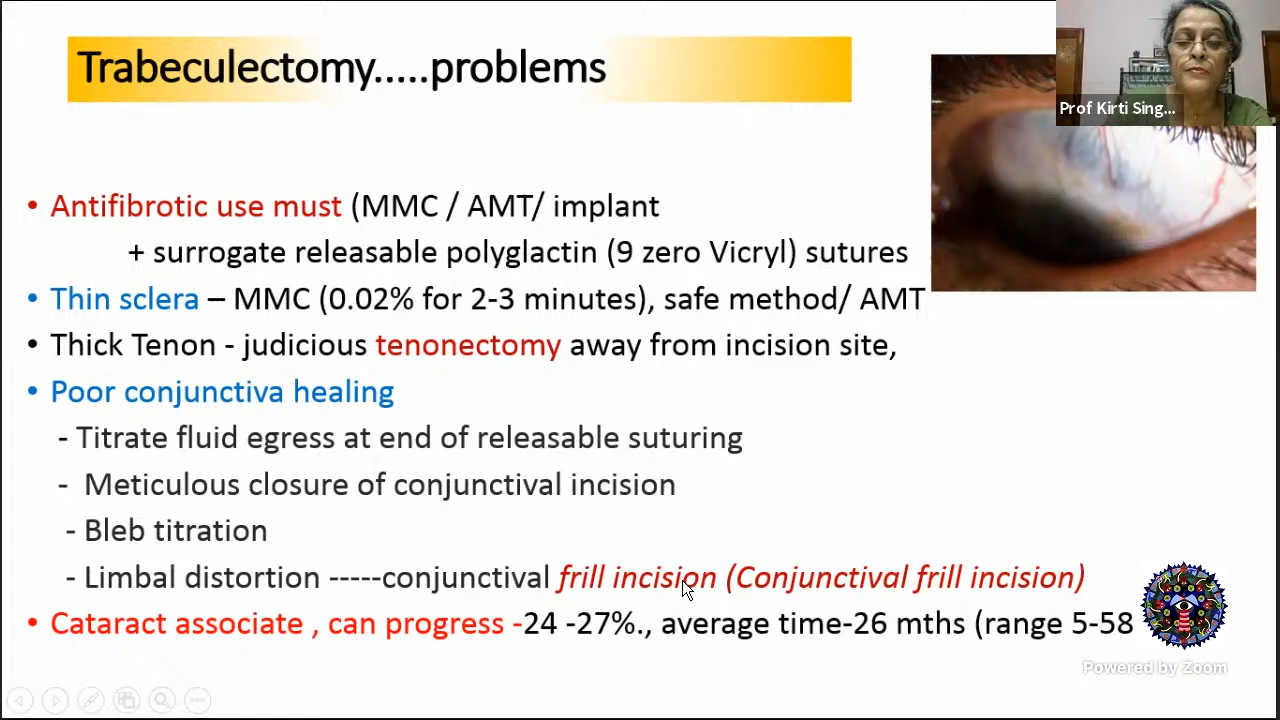 Trabeculectomy.....problems
Prof Kirti Sing...
• Antifibrotic use must (MMC / AMT/ implant
+ surrogate releasable polyglactin (9 zero Vicryl) sutures
• Thin sclera – MMC (0.02% for 2-3 minutes), safe method/ AMT
• Thick Tenon - judicious tenonectomy away from incision site,
• Poor conjunctiva healing
- Titrate fluid egress at end of releasable suturing
- Meticulous closure of conjunctival incision
- Bleb titration
- Limbal distortion -----conjunctival frill incision (Conjunctival frill incision)
• Cataract associate , can progress -24 -27%., average time-26 mths (range 5-58
Powered by Zoom